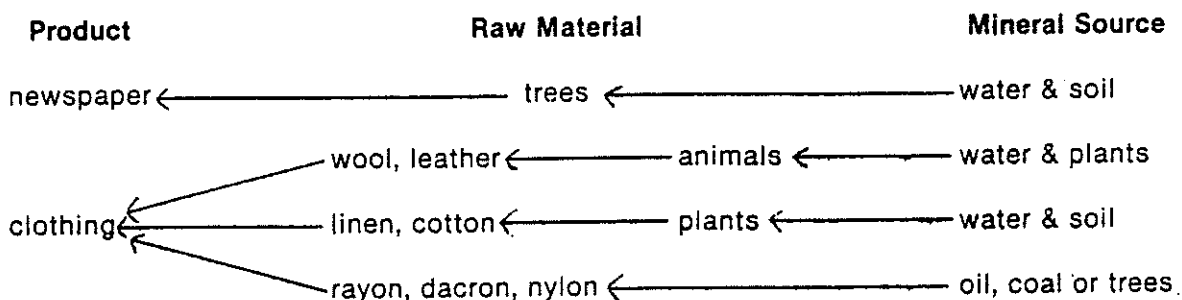 Product Raw Material Mineral Source
newspaper trees water & soil
wool, leather animals water & plants
clothing linen, cotton plants water & soil
rayon, dacron, nylon oil, coal or trees